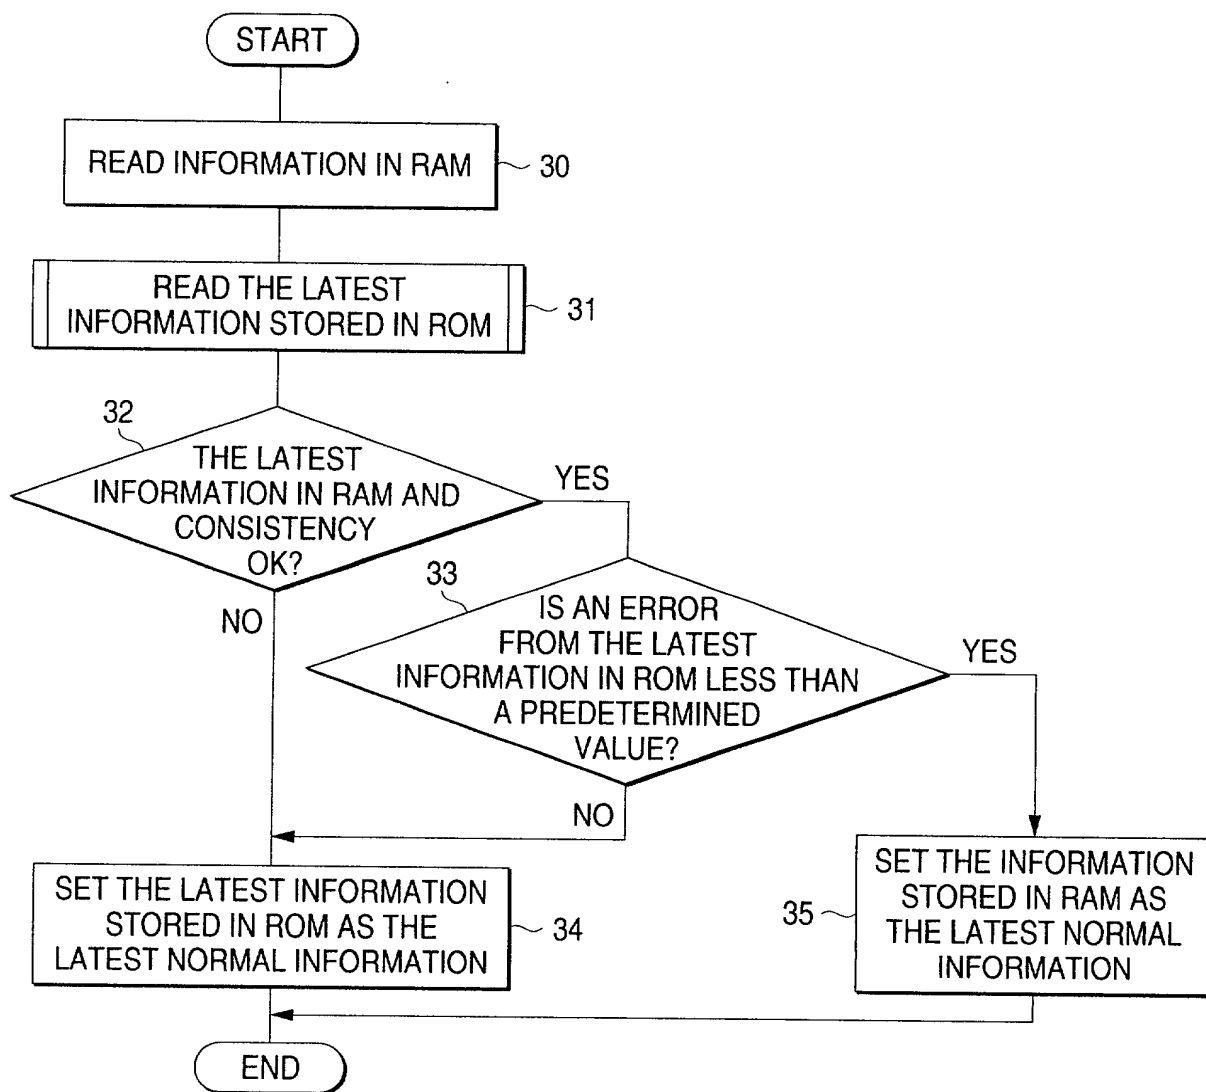 START
READ INFORMATION IN RAM
30
READ THE LATEST
INFORMATION STORED IN ROM
31
32
THE LATEST
INFORMATION IN RAM AND
CONSISTENCY
OK?
YES
NO
33
IS AN ERROR
FROM THE LATEST
INFORMATION IN ROM LESS THAN
A PREDETERMINED
VALUE?
YES
NO
SET THE LATEST INFORMATION
STORED IN ROM AS THE
LATEST NORMAL INFORMATION
34
35
SET THE INFORMATION
STORED IN RAM AS
THE LATEST NORMAL
INFORMATION
END